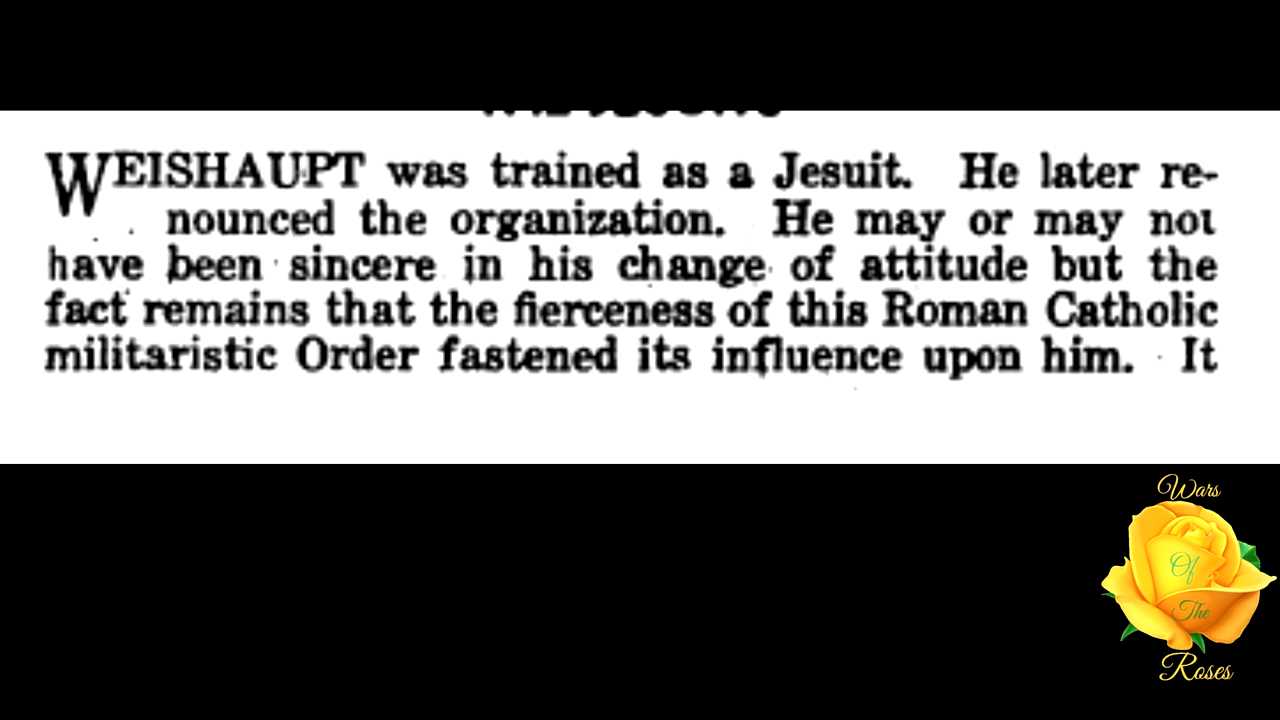 WEISHAUPT was trained as a Jesuit. He later re-
nounced the organization. He may or may not
have been sincere in his change of attitude but the
fact remains that the fierceness of this Roman Catholic
militaristic Order fastened its influence upon him. It
Wars
Of
The
Roses